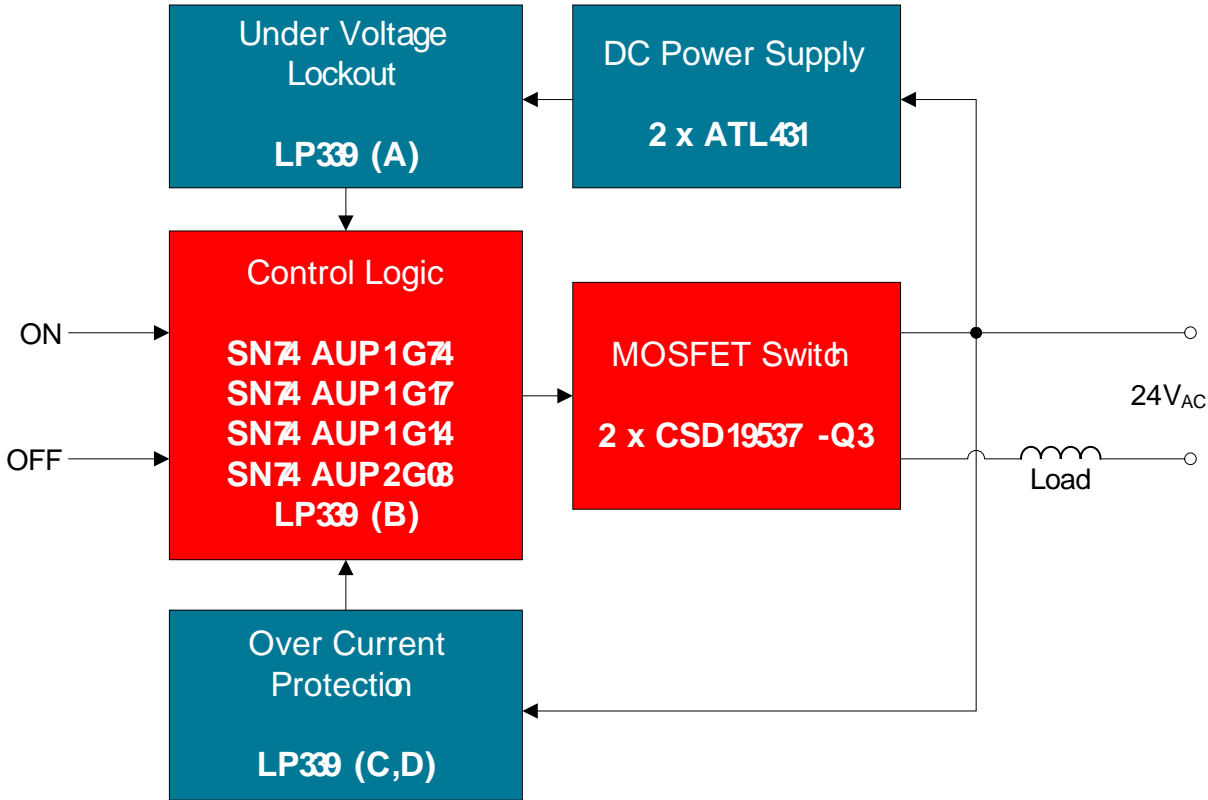 Under Voltage
Lockout
LP339 (A)
DC Power Supply
2 x ATL431
Control Logic
SN74 AUP1G74
SN74 AUP1G17
SN74 AUP1G14
SN74 AUP2G08
LP339 (B)
ON
OFF
MOSFET Switch
2 x CSD19537 -Q3
24VAC
Load
Over Current
Protection
LP339 (C,D)